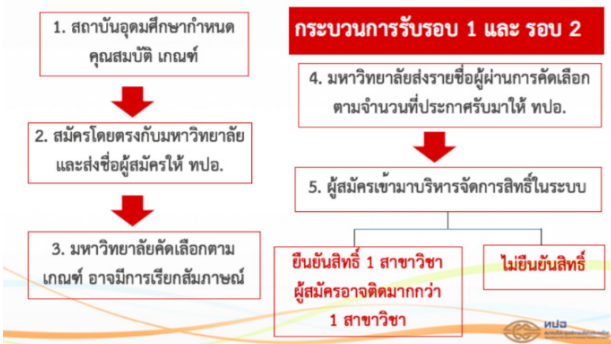 กระบวนการรับรอบ 1 และ รอบ 2
1. สถาบันอุดมศึกษากำหนด
คุณสมบัติ เกณฑ์
2. สมัครโดยตรงกับมหาวิทยาลัย
และส่งชื่อผู้สมัครให้ ทปอ.
3. มหาวิทยาลัยคัดเลือกตาม
เกณฑ์ อาจมีการเรียกสัมภาษณ์
4. มหาวิทยาลัยส่งรายชื่อผู้ผ่านการคัดเลือก
ตามจำนวนที่ประกาศรับมาให้ ทปอ.
5. ผู้สมัครเข้ามาบริหารจัดการสิทธิ์ในระบบ
ยืนยันสิทธิ์ 1 สาขาวิชา
ผู้สมัครอาจติดมากกว่า
1 สาขาวิชา
ไม่ยืนยันสิทธิ์
ทปอ